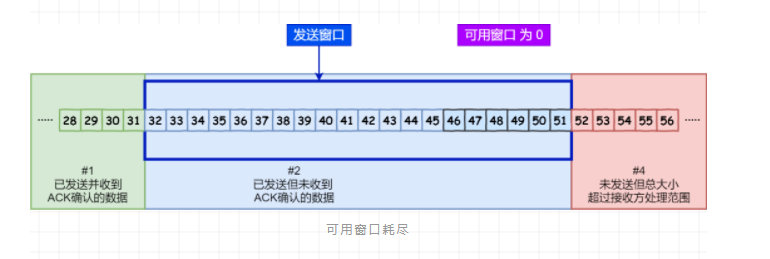 发送窗口
可用窗口 为 0
..... 28 29 30 31 32 33 34 35 36 37 38 39 40 41 42 43 44 45 46 47 48 49 50 51 52 53 54 55 56 .....
#1
已发送并收到
ACK确认的数据
#2
已发送但未收到
ACK确认的数据
#4
未发送但总大小
超过接收方处理范围
可用窗口耗尽